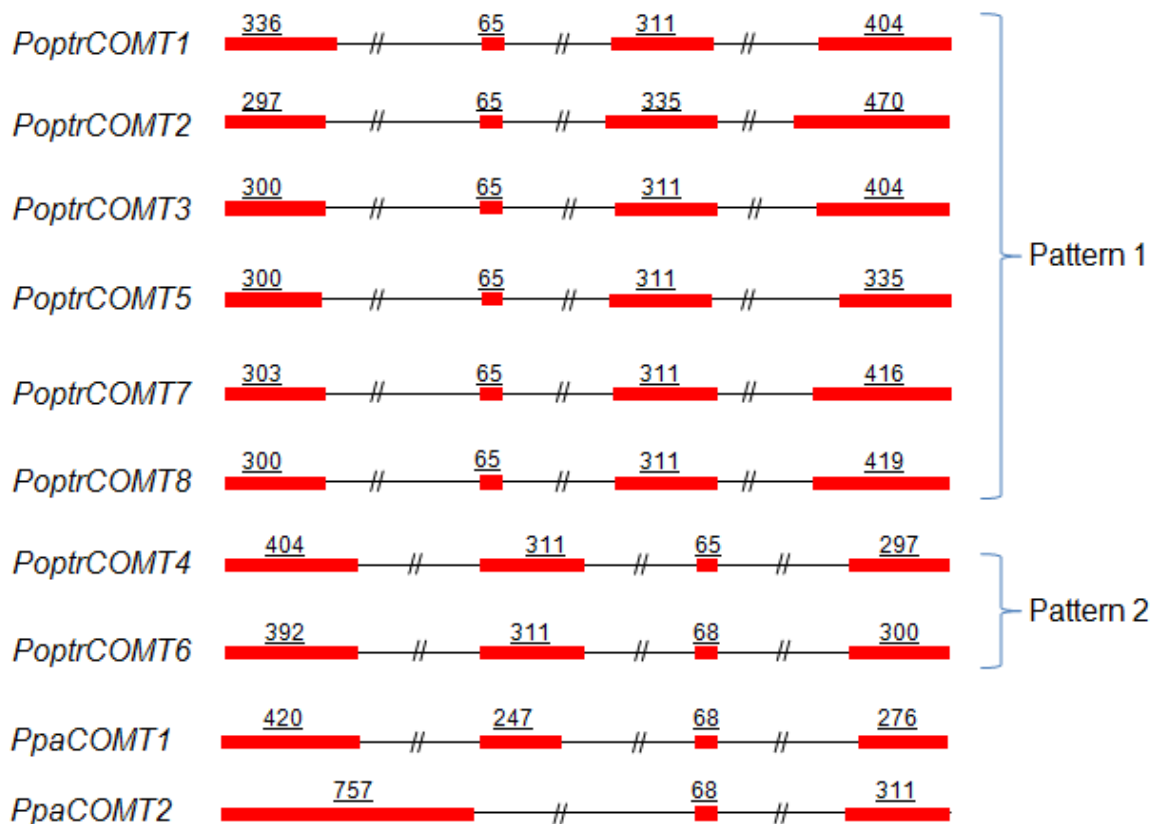 336 65 311 404
PoptrCOMT1
297 65 335 470
PoptrCOMT2
300 65 311 404
PoptrCOMT3
Pattern 1
300 65 311 335
PoptrCOMT5
303 65 311 416
PoptrCOMT7
300 65 311 419
PoptrCOMT8
404 311 65 297
PoptrCOMT4
Pattern 2
392 311 68 300
PoptrCOMT6
420 247 68 276
PpaCOMT1
757 68 311
PpaCOMT2